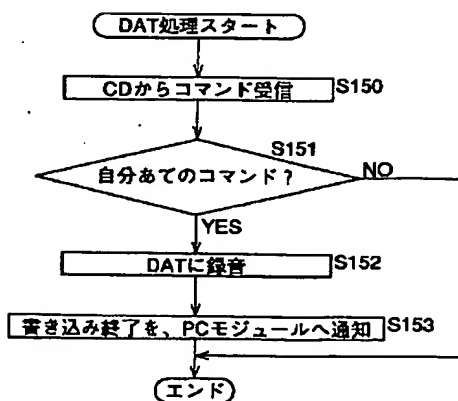 DAT処理スタート
CDからコマンド受信
S150
S151
自分あてのコマンド?
NO
YES
DATに録音
S152
書き込み終了を、PCモジュールへ通知
S153
エンド